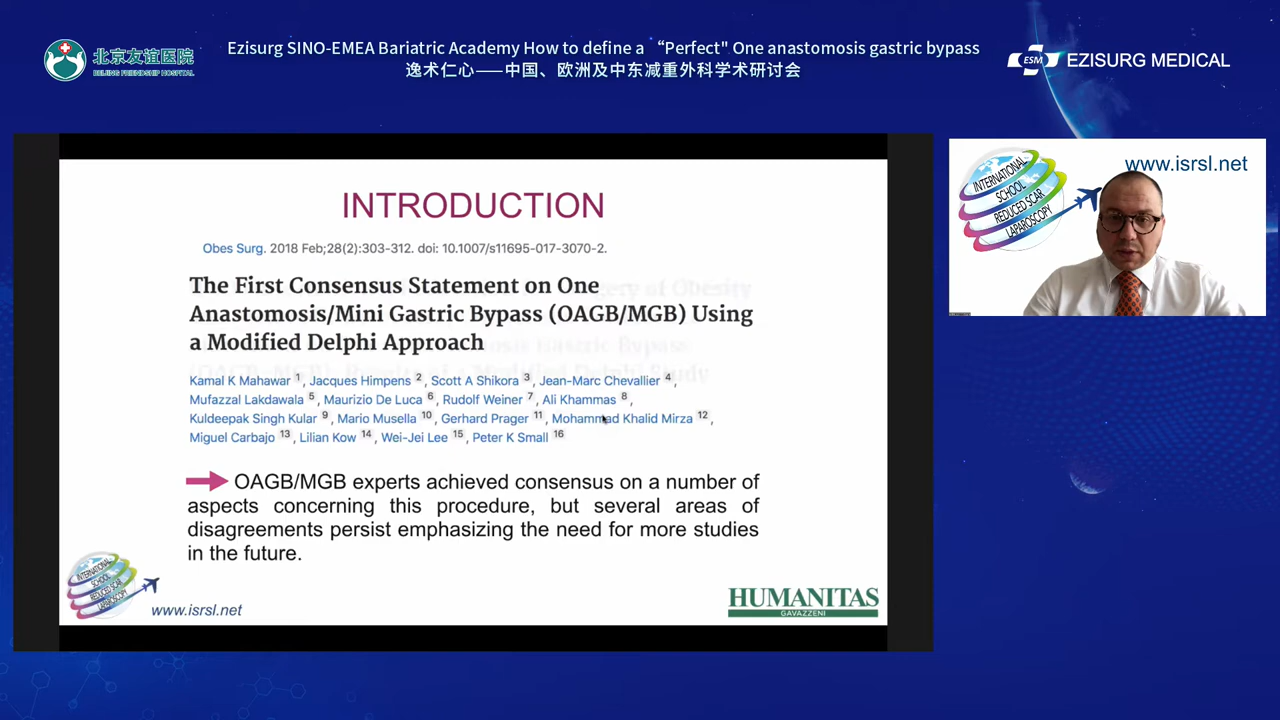 北京友谊医院
BEIJING FRIENDSHIP HOSPITAL
Ezisurg SINO-EMEA Bariatric Academy How to define a “Perfect" One anastomosis gastric bypass
逸术仁心——中国、欧洲及中东减重外科学术研讨会
ESM EZISURG MEDICAL
INTRODUCTION
Obes Surg. 2018 Feb;28(2):303-312. doi: 10.1007/s11695-017-3070-2.
The First Consensus Statement on One
Anastomosis/Mini Gastric Bypass (OAGB/MGB) Using
a Modified Delphi Approach
Kamal K Mahawar 1, Jacques Himpens 2, Scott A Shikora 3, Jean-Marc Chevallier 4,
Mufazzal Lakdawala 5, Maurizio De Luca 6, Rudolf Weiner 7, Ali Khammas 8,
Kuldeepak Singh Kular 9, Mario Musella 10, Gerhard Prager 11, Mohammad Khalid Mirza 12,
Miguel Carbajo 13, Lilian Kow 14, Wei-Jei Lee 15, Peter K Small 16
OAGB/MGB experts achieved consensus on a number of
aspects concerning this procedure, but several areas of
disagreements persist emphasizing the need for more studies
in the future.
INTERNATIONAL
SCHOOL
REDUCED SCAR
LAPAROSCOPY
www.isrsl.net
HUMANITAS
GAVAZZENI
www.isrsl.net
INTERNATIONAL
SCHOOL
REDUCED SCAR
LAPAROSCOPY